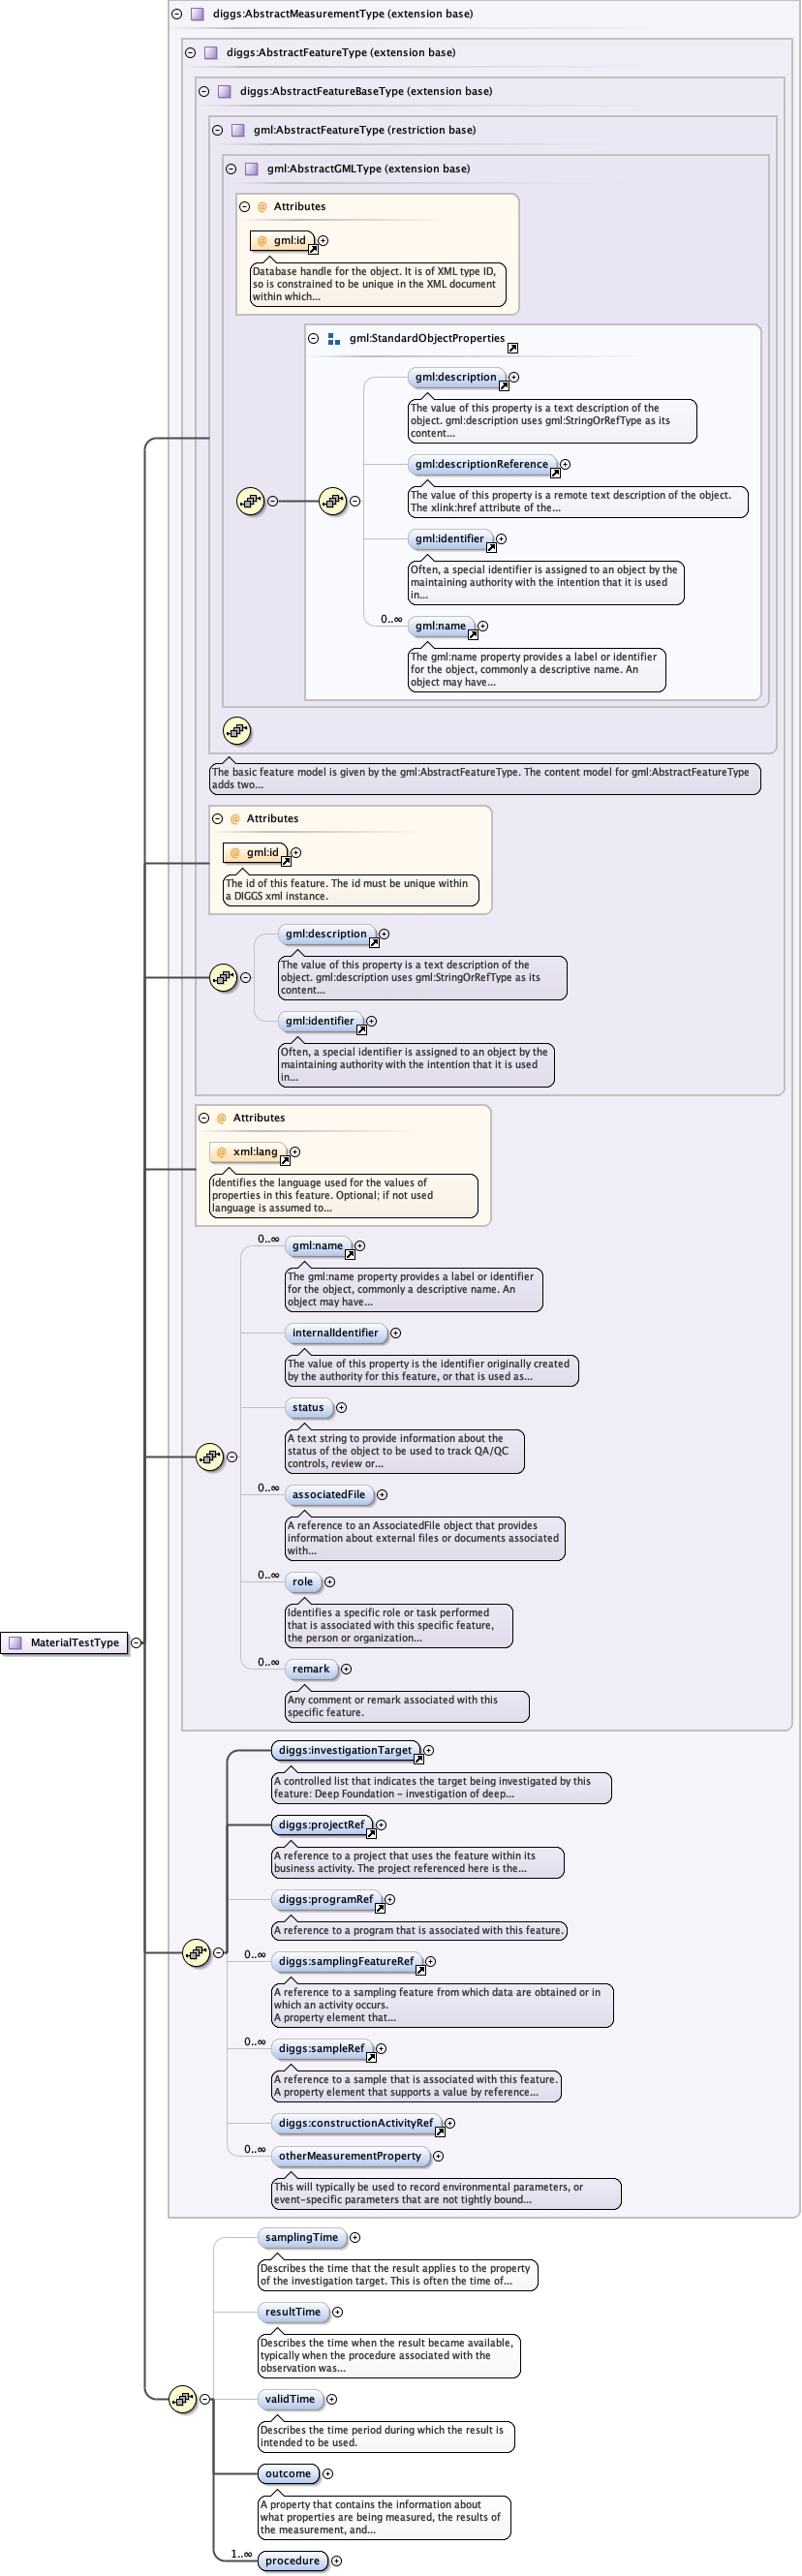 diggs:AbstractMeasurementType (extension base)
diggs:AbstractFeatureType (extension base)
diggs:AbstractFeatureBaseType (extension base)
gml:AbstractFeatureType (restriction base)
gml:AbstractGMLType (extension base)
@ Attributes
@ gml:id
Database handle for the object. It is of XML type ID,
so is constrained to be unique in the XML document
within which...
gml:StandardObjectProperties
gml:description
The value of this property is a text description of the
object. gml:description uses gml:StringOrRefType as its
content...
gml:descriptionReference
The value of this property is a remote text description of the object.
The xlink:href attribute of the...
gml:identifier
Often, a special identifier is assigned to an object by the
maintaining authority with the intention that it is used
in...
0..∞
gml:name
The gml:name property provides a label or identifier
for the object, commonly a descriptive name. An
object may have...
The basic feature model is given by the gml:AbstractFeatureType. The content model for gml:AbstractFeatureType
adds two...
@ Attributes
@ gml:id
The id of this feature. The id must be unique within
a DIGGS xml instance.
gml:description
The value of this property is a text description of the
object. gml:description uses gml:StringOrRefType as its
content...
gml:identifier
Often, a special identifier is assigned to an object by the
maintaining authority with the intention that it is used
in...
@ Attributes
@ xml:lang
Identifies the language used for the values of
properties in this feature. Optional; if not used
language is assumed to...
0..∞
gml:name
The gml:name property provides a label or identifier
for the object, commonly a descriptive name. An
object may have...
internalIdentifier
The value of this property is the identifier originally created
by the authority for this feature, or that is used as...
status
A text string to provide information about the
status of the object to be used to track QA/QC
controls, review or...
0..∞
associatedFile
A reference to an AssociatedFile object that provides
information about external files or documents associated
with...
0..∞
role
Identifies a specific role or task performed
that is associated with this specific feature,
the person or organization...
MaterialTestType
0..∞
remark
Any comment or remark associated with this
specific feature.
diggs:investigationTarget
A controlled list that indicates the target being investigated by this
feature: Deep Foundation - investigation of deep...
diggs:projectRef
A reference to a project that uses the feature within its
business activity. The project referenced here is the...
diggs:programRef
A reference to a program that is associated with this feature.
0..∞
diggs:samplingFeatureRef
A reference to a sampling feature from which data are obtained or in
which an activity occurs.
A property element that...
0..∞
diggs:sampleRef
A reference to a sample that is associated with this feature.
A property element that supports a value by reference...
diggs:constructionActivityRef
0..∞
otherMeasurementProperty
This will typically be used to record environmental parameters, or
event-specific parameters that are not tightly bound...
samplingTime
Describes the time that the result applies to the property
of the investigation target. This is often the time of...
resultTime
Describes the time when the result became available,
typically when the procedure associated with the
observation was...
validTime
Describes the time period during which the result is
intended to be used.
outcome
A property that contains the information about
what properties are being measured, the results of
the measurement, and...
1..∞
procedure